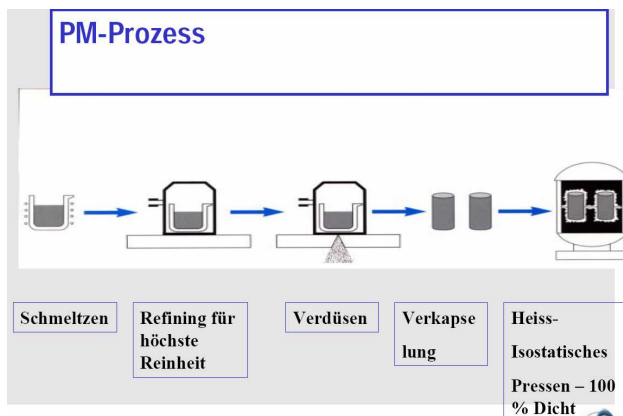 PM-Prozess
Schmeltzen
Refining für
höchste
Reinheit
Verdüsen
Verkapse
lung
Heiss-
Isostatisches
Pressen – 100
% Dicht